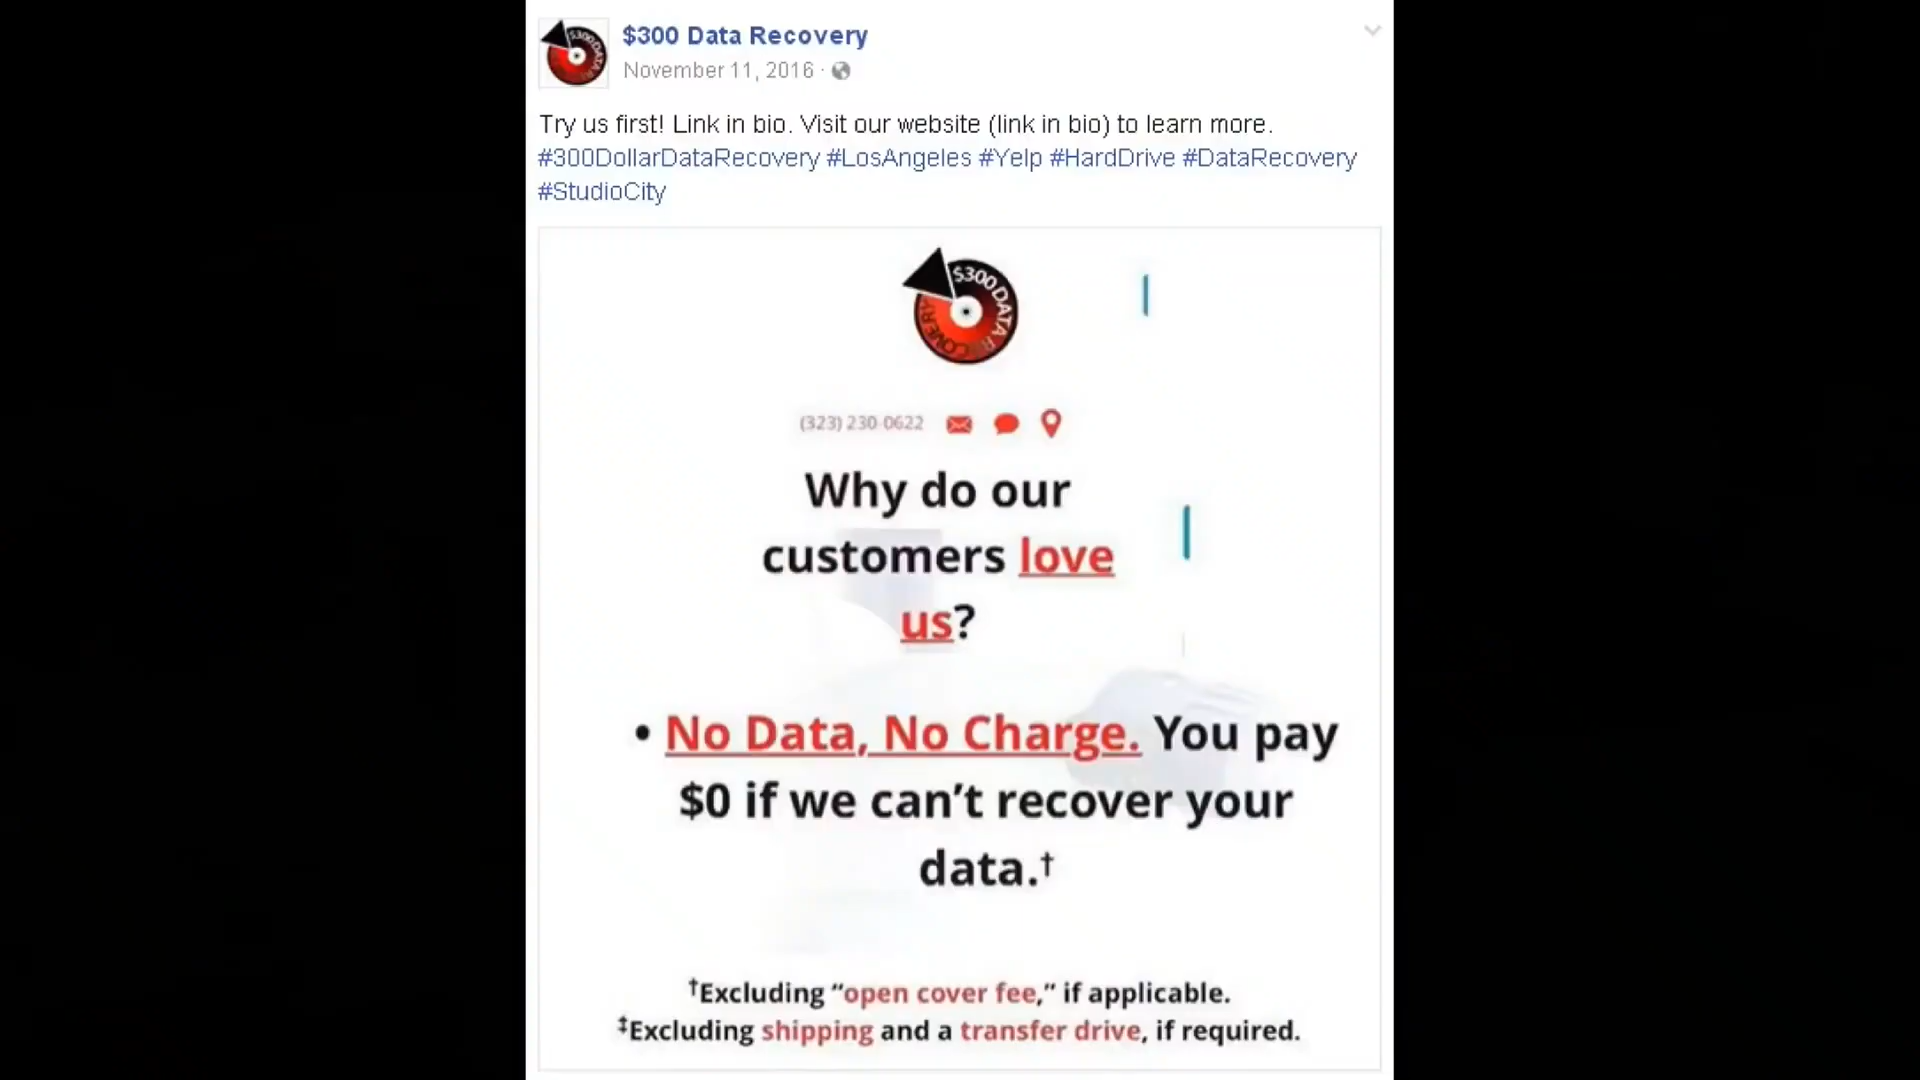 $300 Data Recovery
November 11, 2016 ·
Try us first! Link in bio. Visit our website (link in bio) to learn more.
#300DollarDataRecovery #LosAngeles #Yelp #HardDrive #DataRecovery
#StudioCity
$300 DATA RECOVERY
(323) 230-0622
Why do our
customers love
us?
• No Data, No Charge. You pay
$0 if we can't recover your
data.†
†Excluding “open cover fee,” if applicable.
‡Excluding shipping and a transfer drive, if required.